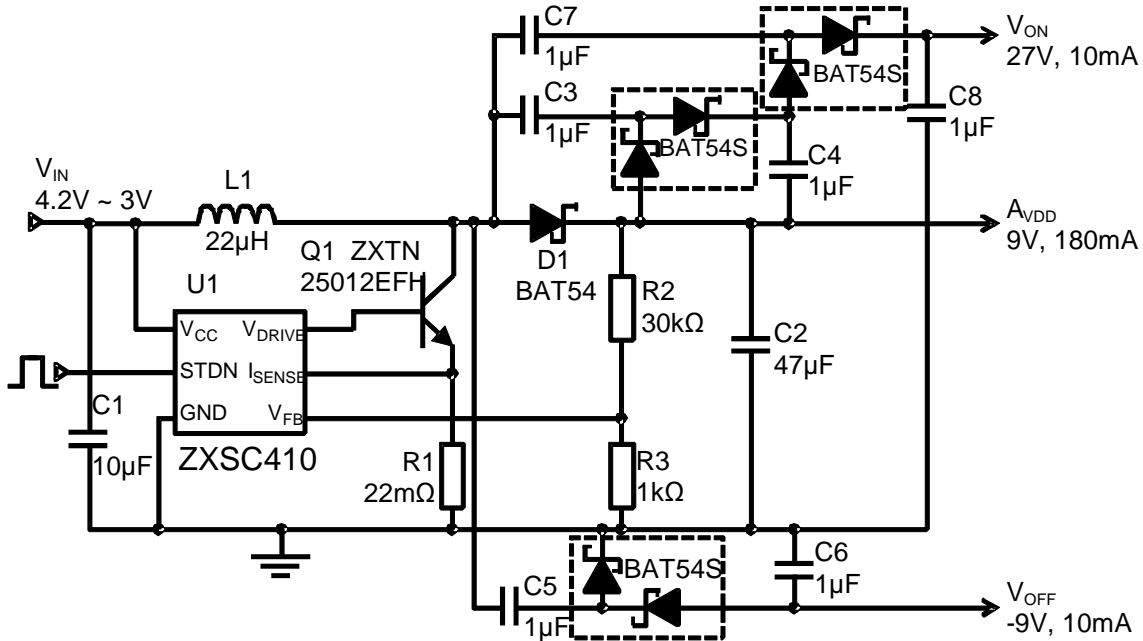 C7
1µF
V_ON
27V, 10mA
BAT54S
C3
1µF
BAT54S
C8
1µF
C4
1µF
V_IN
4.2V ~ 3V
L1
22µH
A_VDD
9V, 180mA
Q1 ZXTN
25012EFH
D1
BAT54
U1
V_CC
V_DRIVE
STDN
I_SENSE
GND
V_FB
ZXSC410
R2
30kΩ
C2
47µF
C1
10µF
R1
22mΩ
R3
1kΩ
BAT54S
C6
1µF
C5
1µF
V_OFF
-9V, 10mA